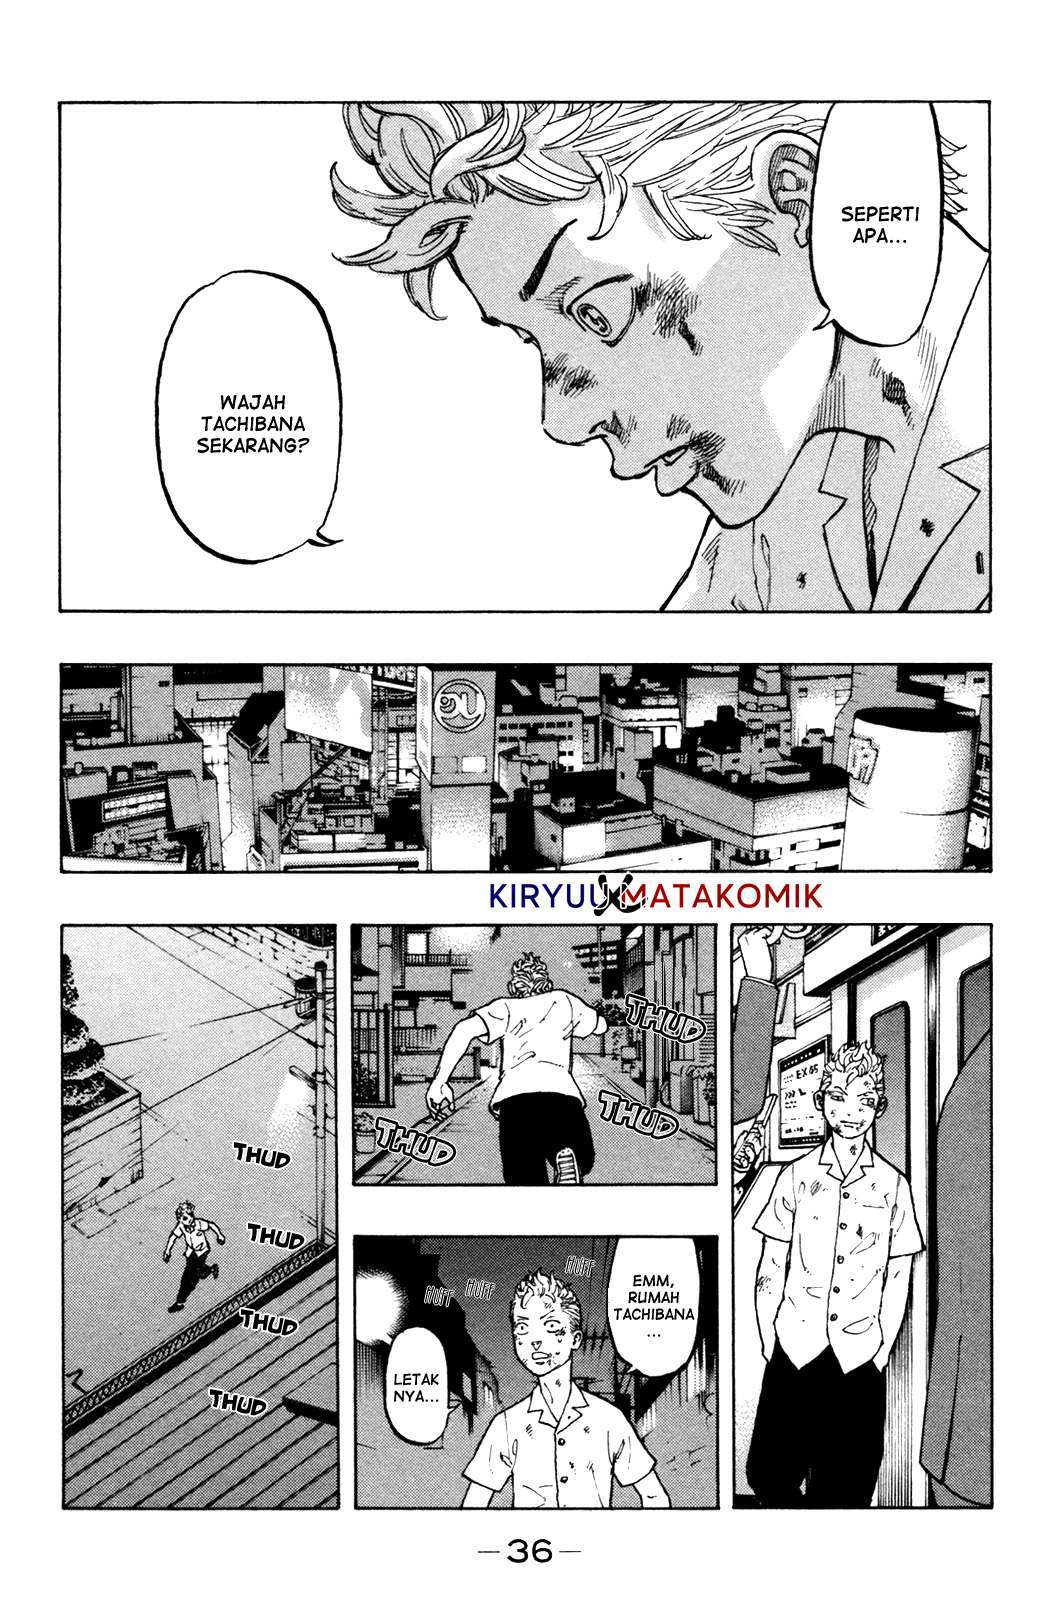 SEPERTI
APA...
WAJAH
TACHIBANA
SEKARANG?
KIRYUU X MATAKOMIK
EX.05
THUD
THUD
THUD
THUD
THUD
THUD
THUD
HUFF
HUFF
HUFF
EMM,
RUMAH
TACHIBANA
...
LETAK
NYA...
-36-